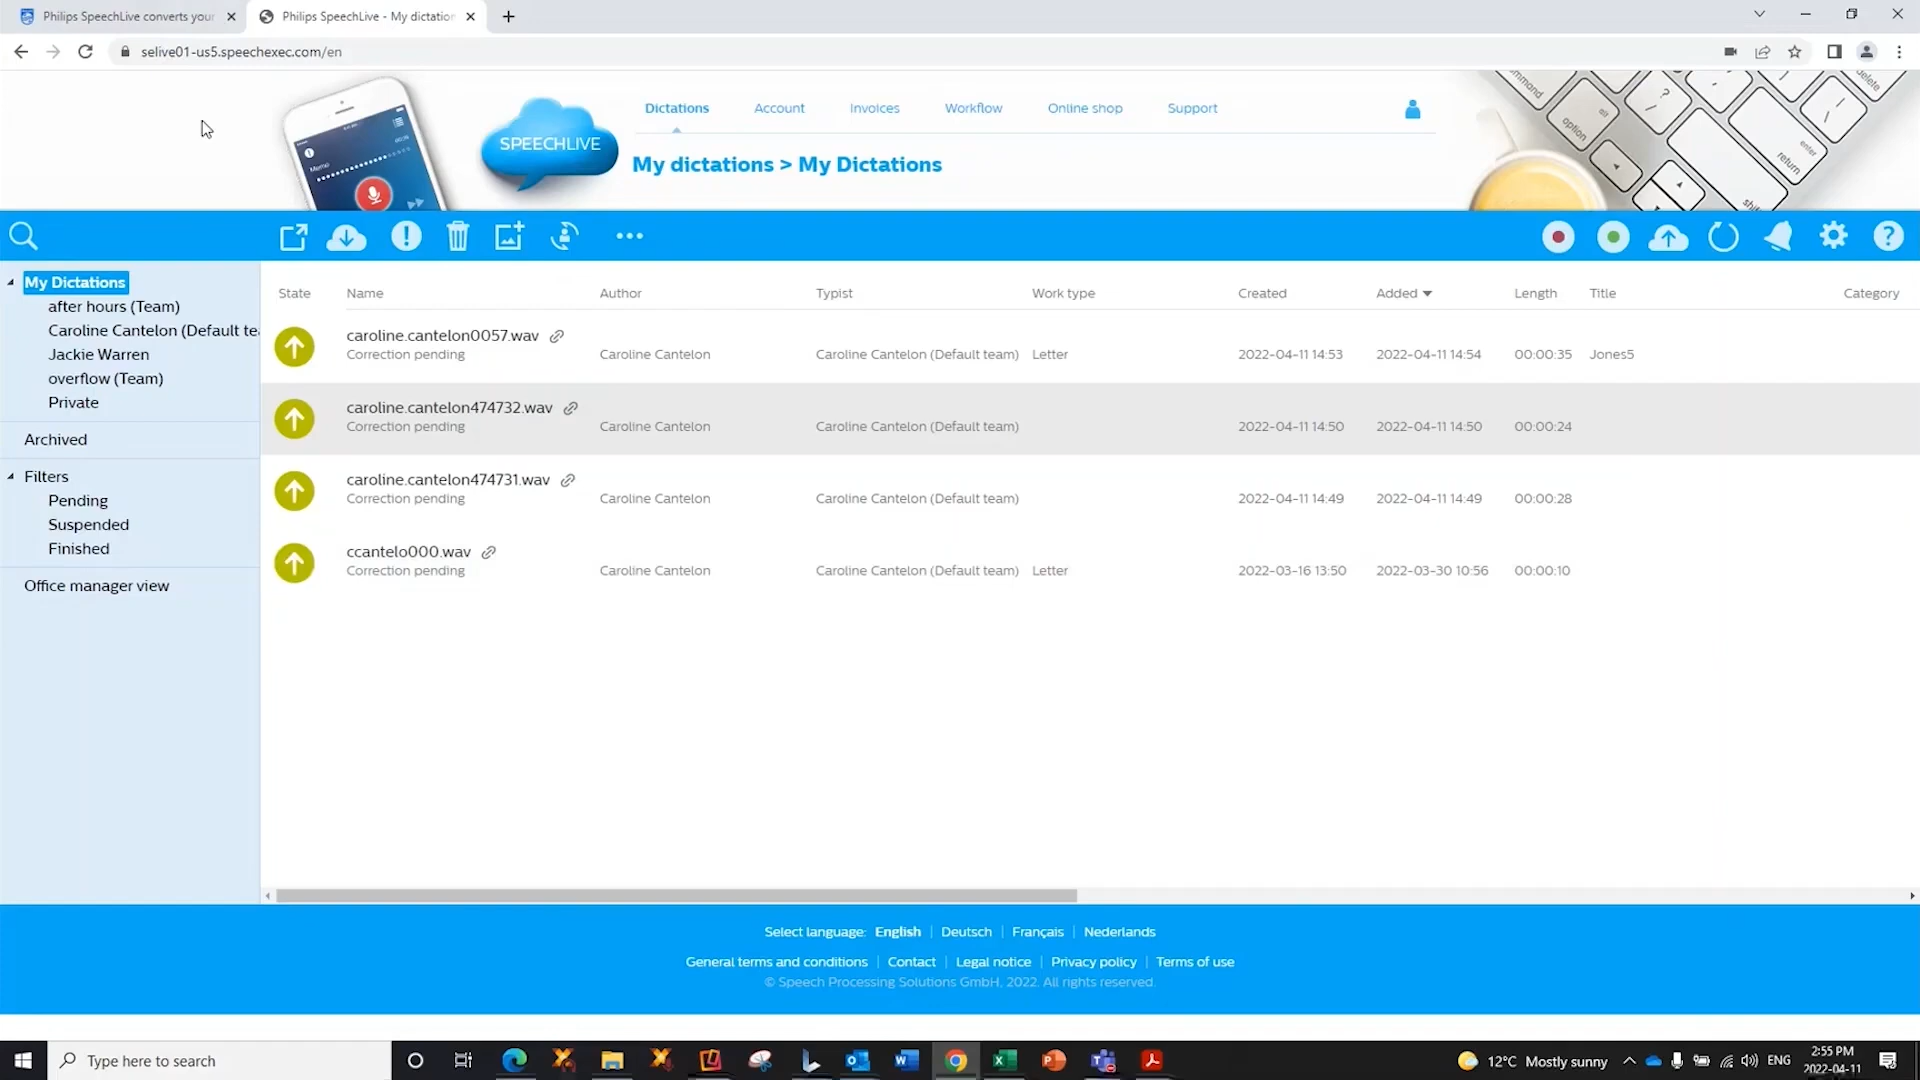 Philips SpeechLive converts your
Philips SpeechLive - My dictation
selive01-us5.speechexec.com/en
SPEECHLIVE
Dictations Account Invoices Workflow Online shop Support
My dictations > My Dictations
Memo
option
delete
enter
return
State Name Author Typist Work type Created Added Length Title Category
My Dictations
after hours (Team)
Caroline Cantelon (Default te
Jackie Warren
overflow (Team)
Private
Archived
Filters
Pending
Suspended
Finished
Office manager view
caroline.cantelon0057.wav
Correction pending Caroline Cantelon Caroline Cantelon (Default team) Letter 2022-04-11 14:53 2022-04-11 14:54 00:00:35 Jones5
caroline.cantelon474732.wav
Correction pending Caroline Cantelon Caroline Cantelon (Default team) 2022-04-11 14:50 2022-04-11 14:50 00:00:24
caroline.cantelon474731.wav
Correction pending Caroline Cantelon Caroline Cantelon (Default team) 2022-04-11 14:49 2022-04-11 14:49 00:00:28
ccantelo000.wav
Correction pending Caroline Cantelon Caroline Cantelon (Default team) Letter 2022-03-16 13:50 2022-03-30 10:56 00:00:10
Select language: English | Deutsch | Français | Nederlands
General terms and conditions | Contact | Legal notice | Privacy policy | Terms of use
© Speech Processing Solutions GmbH, 2022. All rights reserved.
Type here to search
12°C Mostly sunny
ENG
2:55 PM
2022-04-11